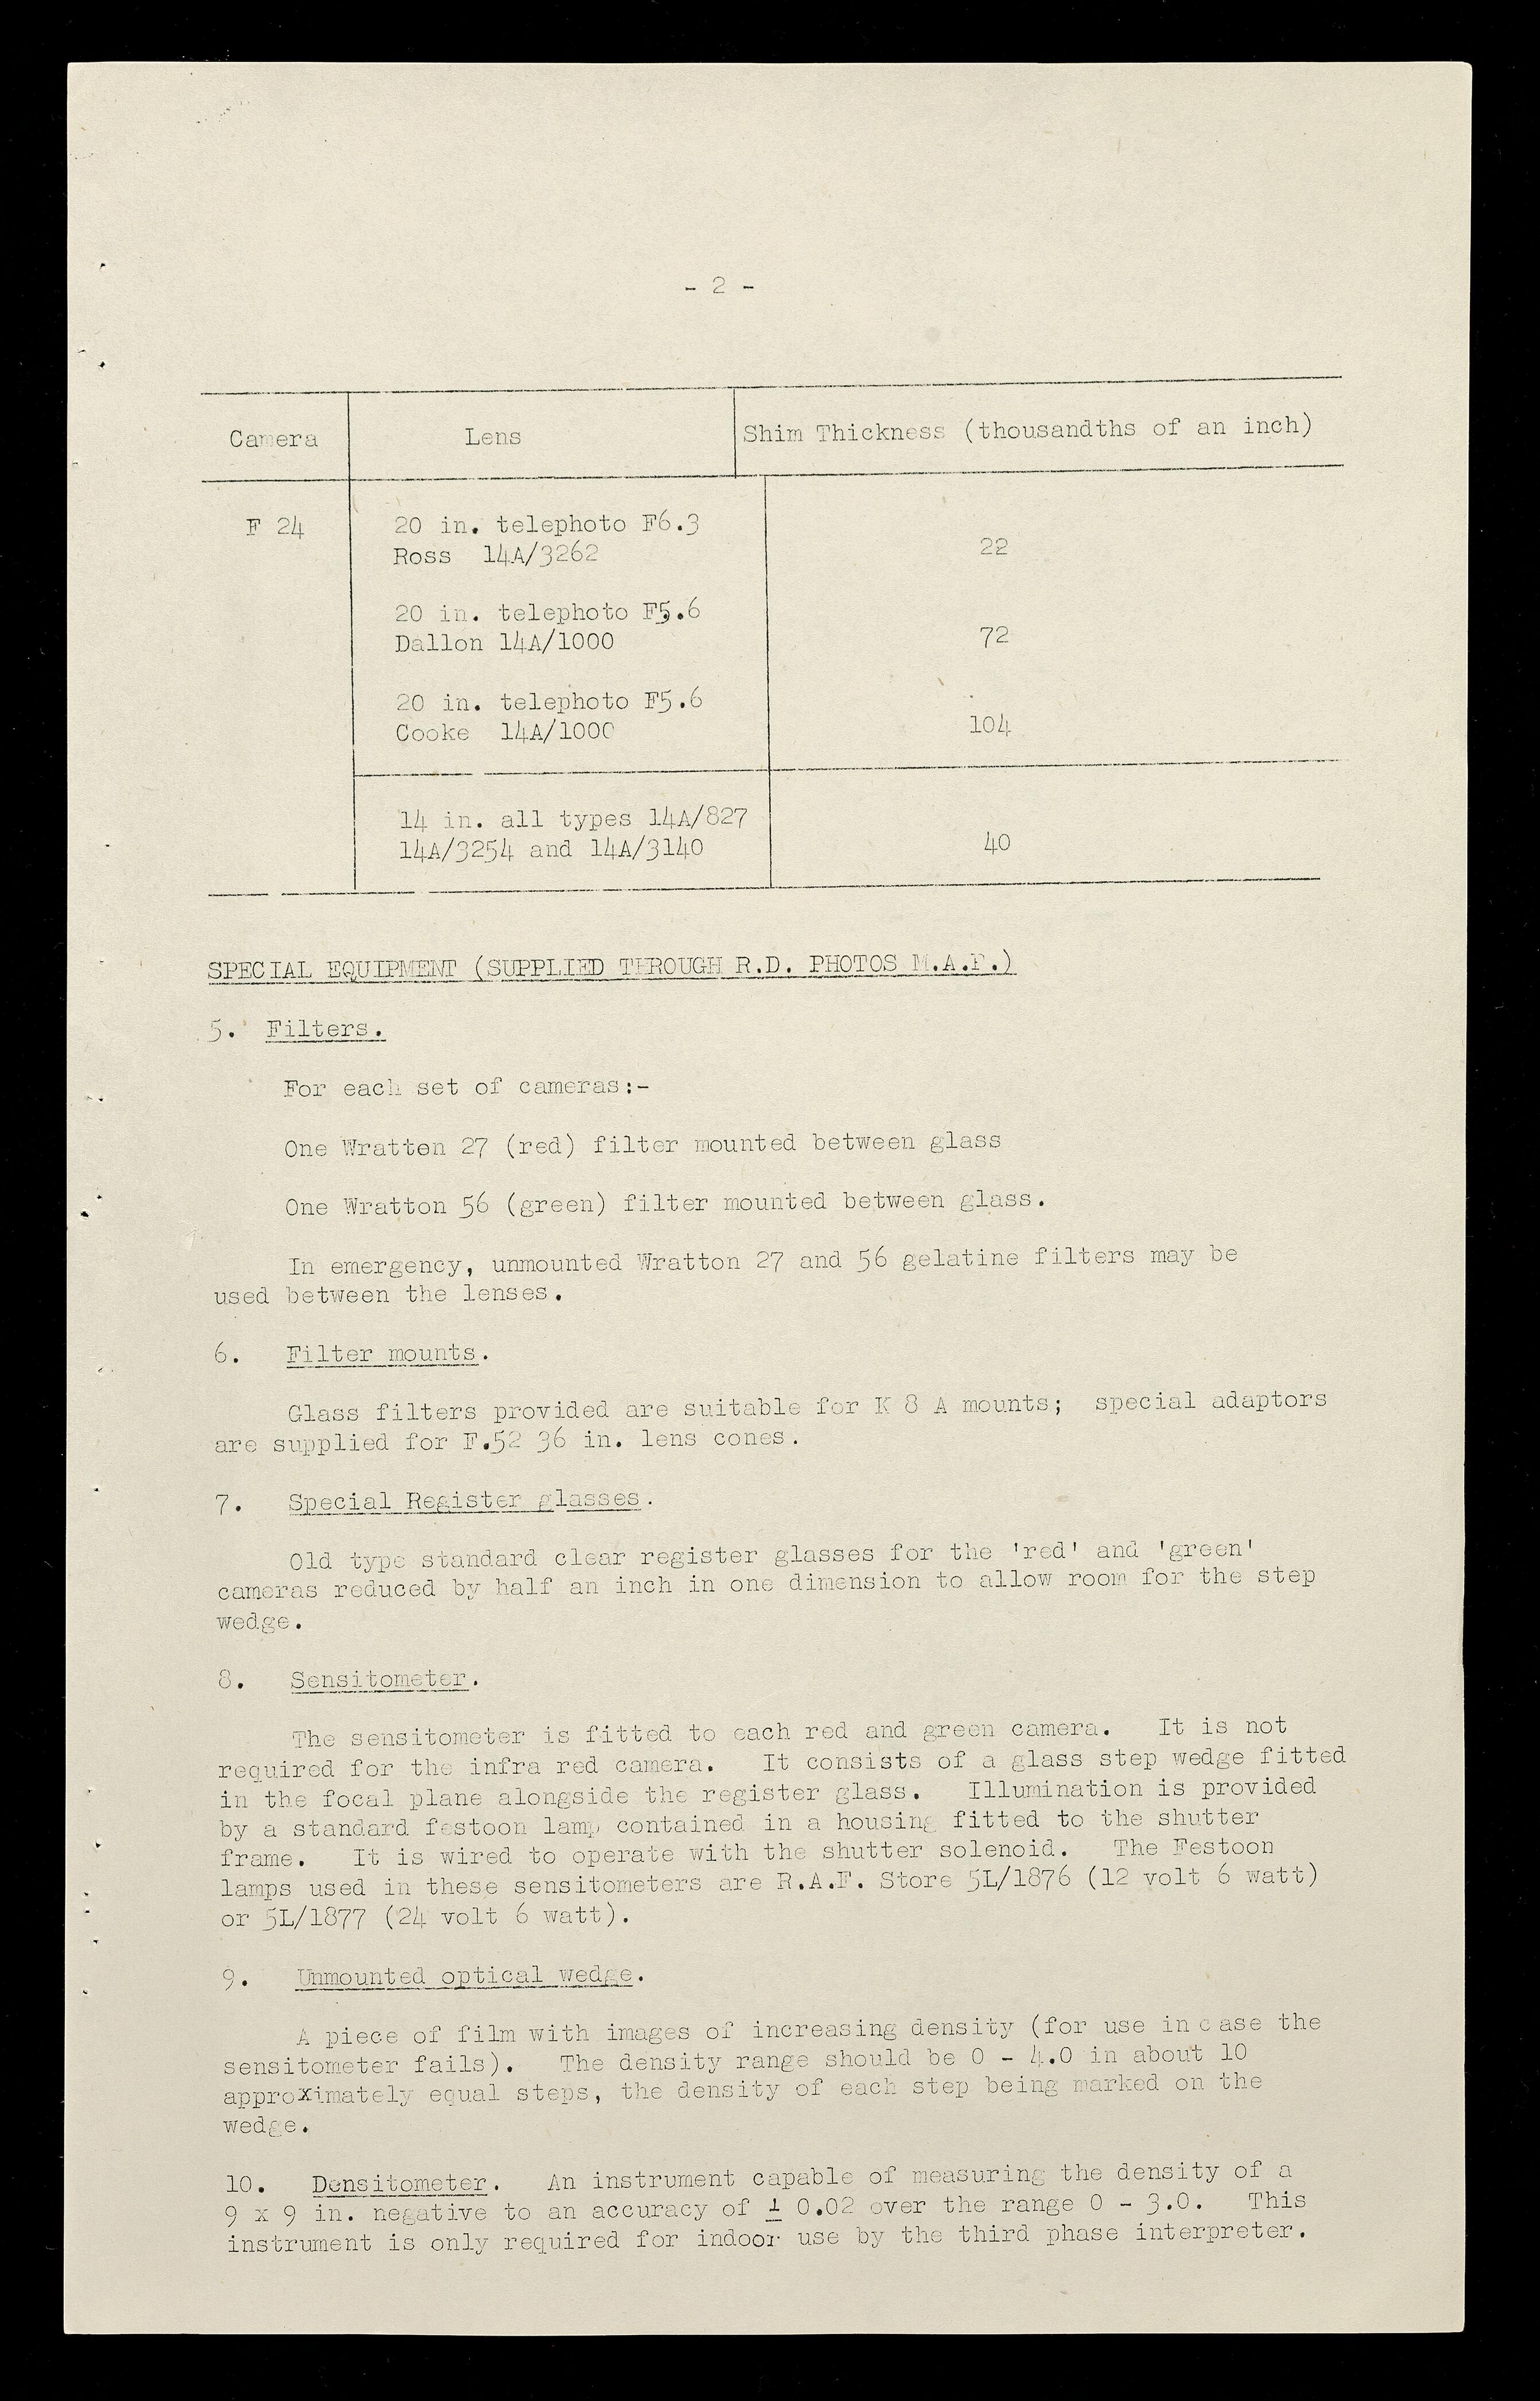 - 2 -
Camera Lens Shim Thickness (thousandths of an inch)
F 24 20 in. telephoto F6.3
Ross 14A/3262 22
20 in. telephoto F5.6
Dallon 14A/1000 72
20 in. telephoto F5.6
Cooke 14A/1000 104
14 in. all types 14A/827
14A/3254 and 14A/3140 40
SPECIAL EQUIPMENT (SUPPLIED THROUGH R.D. PHOTOS M.A.F.)
5. Filters.
For each set of cameras:-
One Wratten 27 (red) filter mounted between glass
One Wratton 56 (green) filter mounted between glass.
In emergency, unmounted Wratton 27 and 56 gelatine filters may be
used between the lenses.
6. Filter mounts.
Glass filters provided are suitable for K 8 A mounts; special adaptors
are supplied for F.52 36 in. lens cones.
7. Special Register glasses.
Old type standard clear register glasses for the 'red' and 'green'
cameras reduced by half an inch in one dimension to allow room for the step
wedge.
8. Sensitometer.
The sensitometer is fitted to each red and green camera. It is not
required for the infra red camera. It consists of a glass step wedge fitted
in the focal plane alongside the register glass. Illumination is provided
by a standard festoon lamp contained in a housing fitted to the shutter
frame. It is wired to operate with the shutter solenoid. The Festoon
lamps used in these sensitometers are R.A.F. Store 5L/1876 (12 volt 6 watt)
or 5L/1877 (24 volt 6 watt).
9. Unmounted optical wedge.
A piece of film with images of increasing density (for use in case the
sensitometer fails). The density range should be 0 - 4.0 in about 10
approximately equal steps, the density of each step being marked on the
wedge.
10. Densitometer. An instrument capable of measuring the density of a
9 x 9 in. negative to an accuracy of ± 0.02 over the range 0 - 3.0. This
instrument is only required for indoor use by the third phase interpreter.